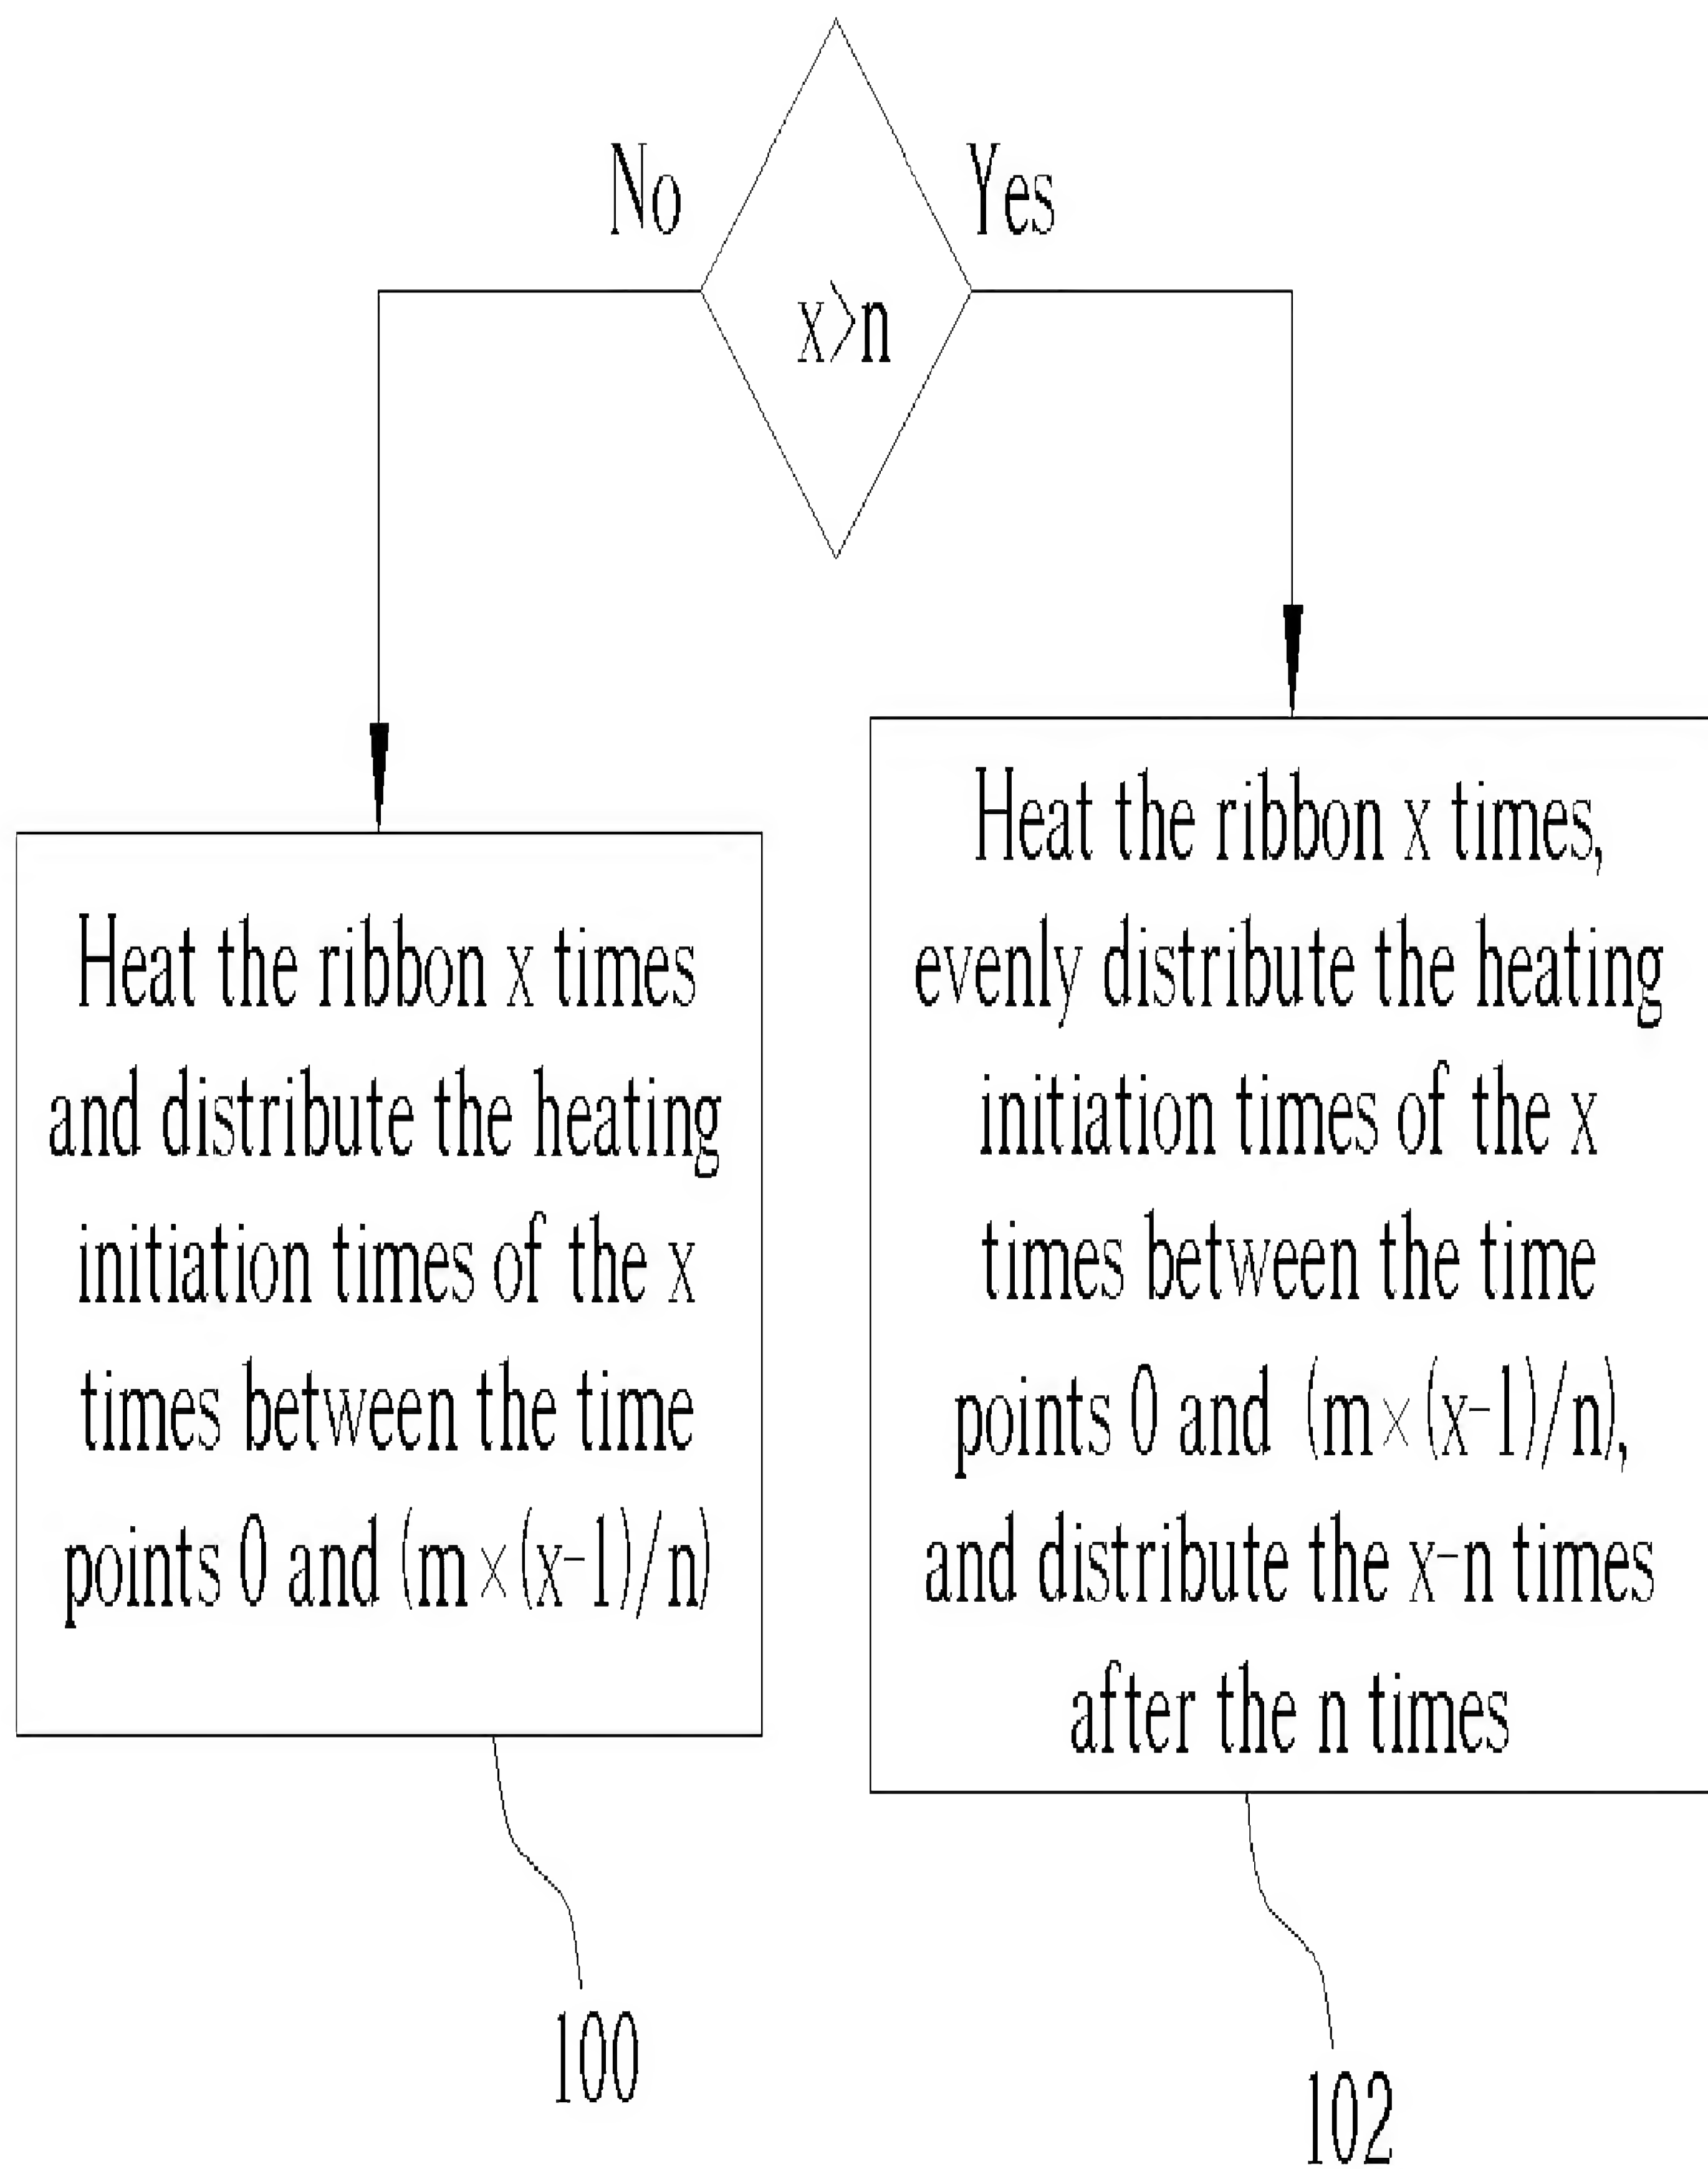 No
Yes
x>n
Heat the ribbon x times
and distribute the heating
initiation times of the x
times between the time
points 0 and (m×(x-1)/n)
100
Heat the ribbon x times,
evenly distribute the heating
initiation times of the x
times between the time
points 0 and (m×(x-1)/n),
and distribute the x-n times
after the n times
102